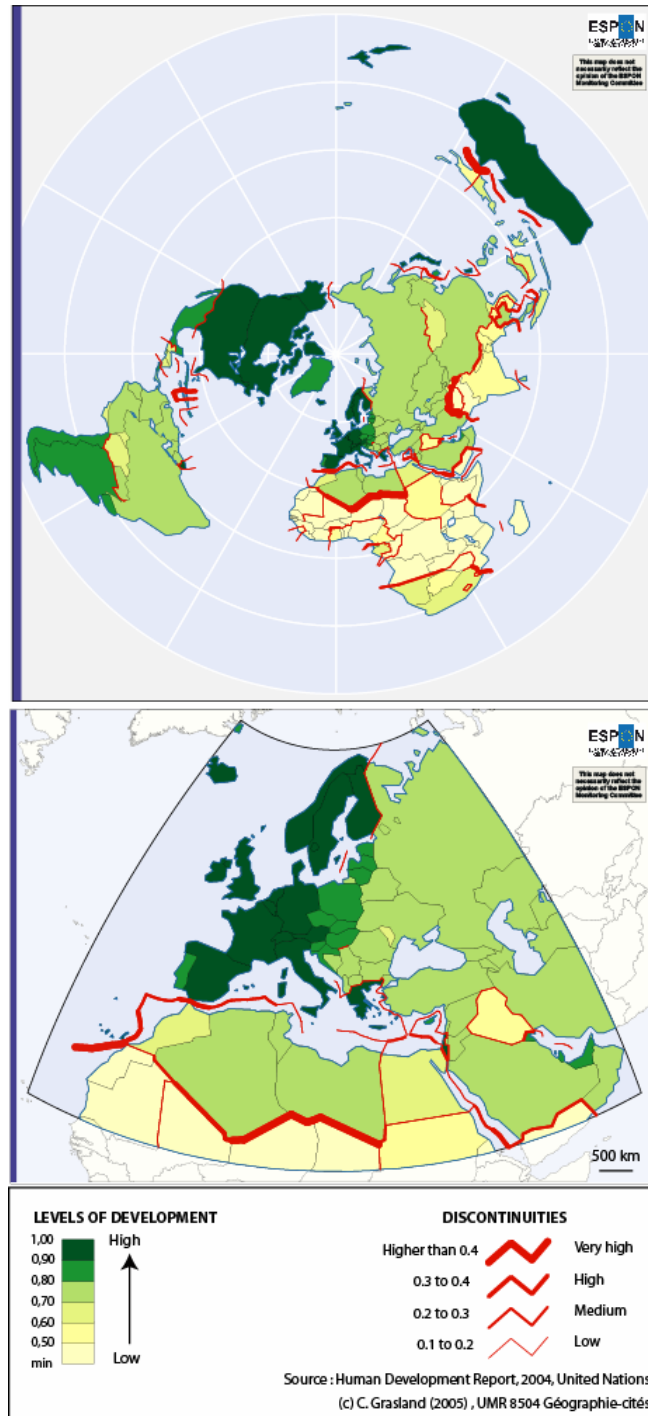 ESPON
This map does not
necessarily reflect the
opinion of the ESPON
Monitoring Committee
ESPON
This map does not
necessarily reflect the
opinion of the ESPON
Monitoring Committee
500 km
LEVELS OF DEVELOPMENT
1,00
0,90
0,80
0,70
0,60
0,50
min
High
Low
DISCONTINUITIES
Higher than 0.4 Very high
0.3 to 0.4 High
0.2 to 0.3 Medium
0.1 to 0.2 Low
Source : Human Development Report, 2004, United Nations
(c) C. Grasland (2005) , UMR 8504 Géographie-cités